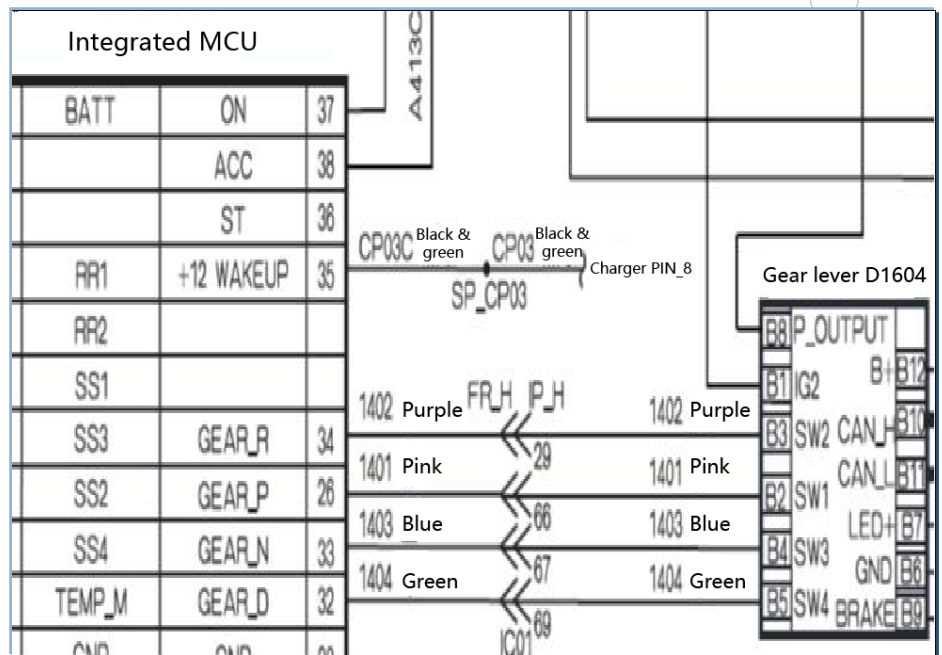 Integrated MCU
A413C
BATT ON 37
ACC 38
ST 36
RR1 +12 WAKEUP 35
RR2
SS1
SS3 GEAR_R 34
SS2 GEAR_P 26
SS4 GEAR_N 33
TEMP_M GEAR_D 32
CP03C Black &
green
CP03 Black &
green
Charger PIN_8
SP_CP03
FR_H IP_H
1402 Purple
1402 Purple
29
1401 Pink
1401 Pink
66
1403 Blue
1403 Blue
67
1404 Green
1404 Green
69
IC01
Gear lever D1604
B8 P_OUTPUT
B+ B12
B1 IG2
B3 SW2 CAN_H B10
CAN_L B11
B2 SW1
LED+ B7
B4 SW3
GND B6
B5 SW4
BRAKE B9